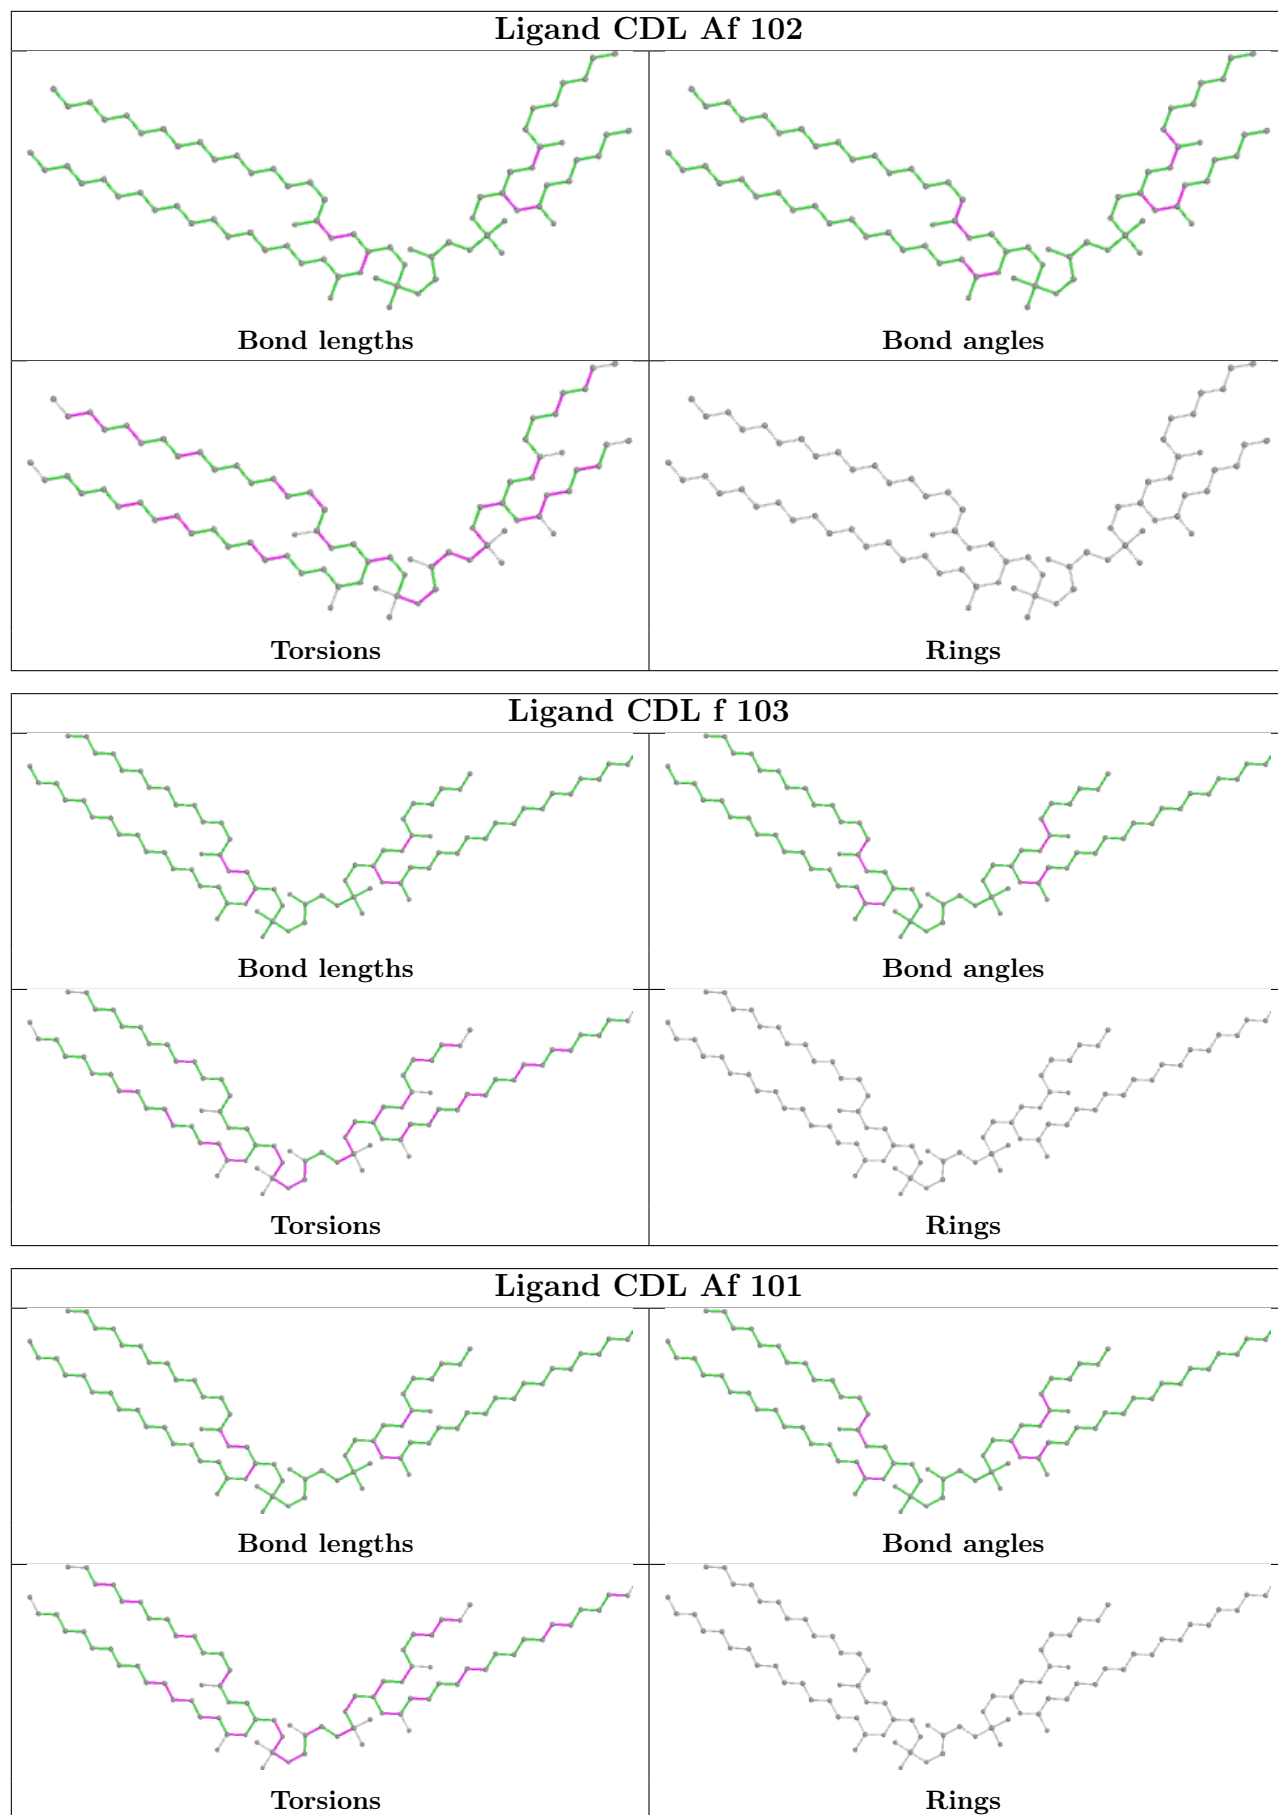 Ligand CDL Af 102
Bond lengths
Bond angles
Torsions
Rings
Ligand CDL f 103
Bond lengths
Bond angles
Torsions
Rings
Ligand CDL Af 101
Bond lengths
Bond angles
Torsions
Rings